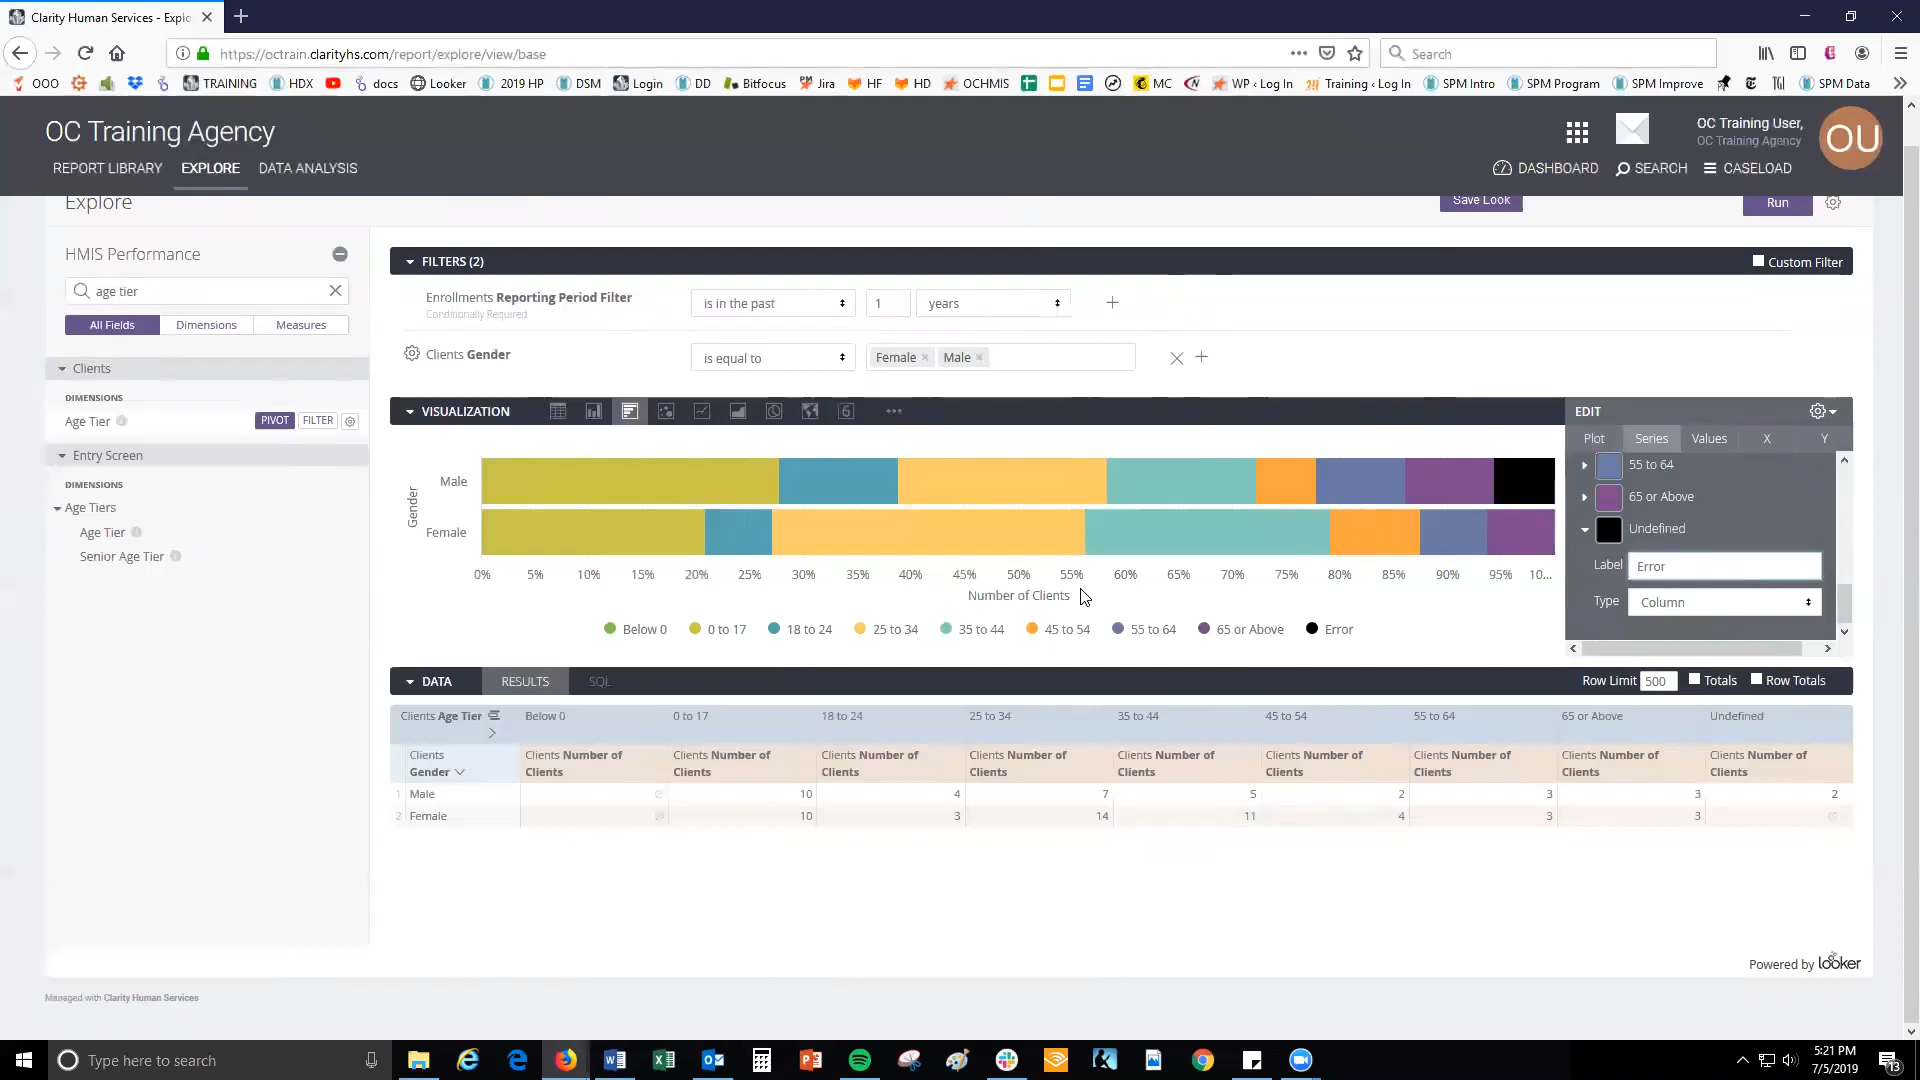 Clarity Human Services - Explo
https://octrain.clarityhs.com/report/explore/view/base
Search
OOO TRAINING HDX docs Looker 2019 HP DSM Login DD Bitfocus Jira HF HD OCHMIS MC WP ‹ Log In Training ‹ Log In SPM Intro SPM Program SPM Improve SPM Data
OC Training Agency
OC Training User,
OC Training Agency
OU
REPORT LIBRARY EXPLORE DATA ANALYSIS
DASHBOARD SEARCH CASELOAD
Explore
Save Look
Run
HMIS Performance
age tier
All Fields Dimensions Measures
Clients
DIMENSIONS
Age Tier PIVOT FILTER
Entry Screen
DIMENSIONS
Age Tiers
Age Tier
Senior Age Tier
FILTERS (2)
Custom Filter
Enrollments Reporting Period Filter is in the past 1 years
Conditionally Required
Clients Gender is equal to Female Male
VISUALIZATION
6
EDIT
Plot Series Values X Y
55 to 64
65 or Above
Undefined
Label Error
Type Column
Gender
Male
Female
0% 5% 10% 15% 20% 25% 30% 35% 40% 45% 50% 55% 60% 65% 70% 75% 80% 85% 90% 95% 10...
Number of Clients
Below 0 0 to 17 18 to 24 25 to 34 35 to 44 45 to 54 55 to 64 65 or Above Error
DATA RESULTS SQL
Row Limit 500 Totals Row Totals
Clients Age Tier Below 0 0 to 17 18 to 24 25 to 34 35 to 44 45 to 54 55 to 64 65 or Above Undefined
Clients Clients Number of Clients Number of Clients Number of Clients Number of Clients Number of Clients Number of Clients Number of Clients Number of Clients Number of
Gender Clients Clients Clients Clients Clients Clients Clients Clients Clients
1 Male 10 4 7 5 2 3 3 2
2 Female 10 3 14 11 4 3 3
Powered by looker
Managed with Clarity Human Services
Type here to search
5:21 PM
7/5/2019
13